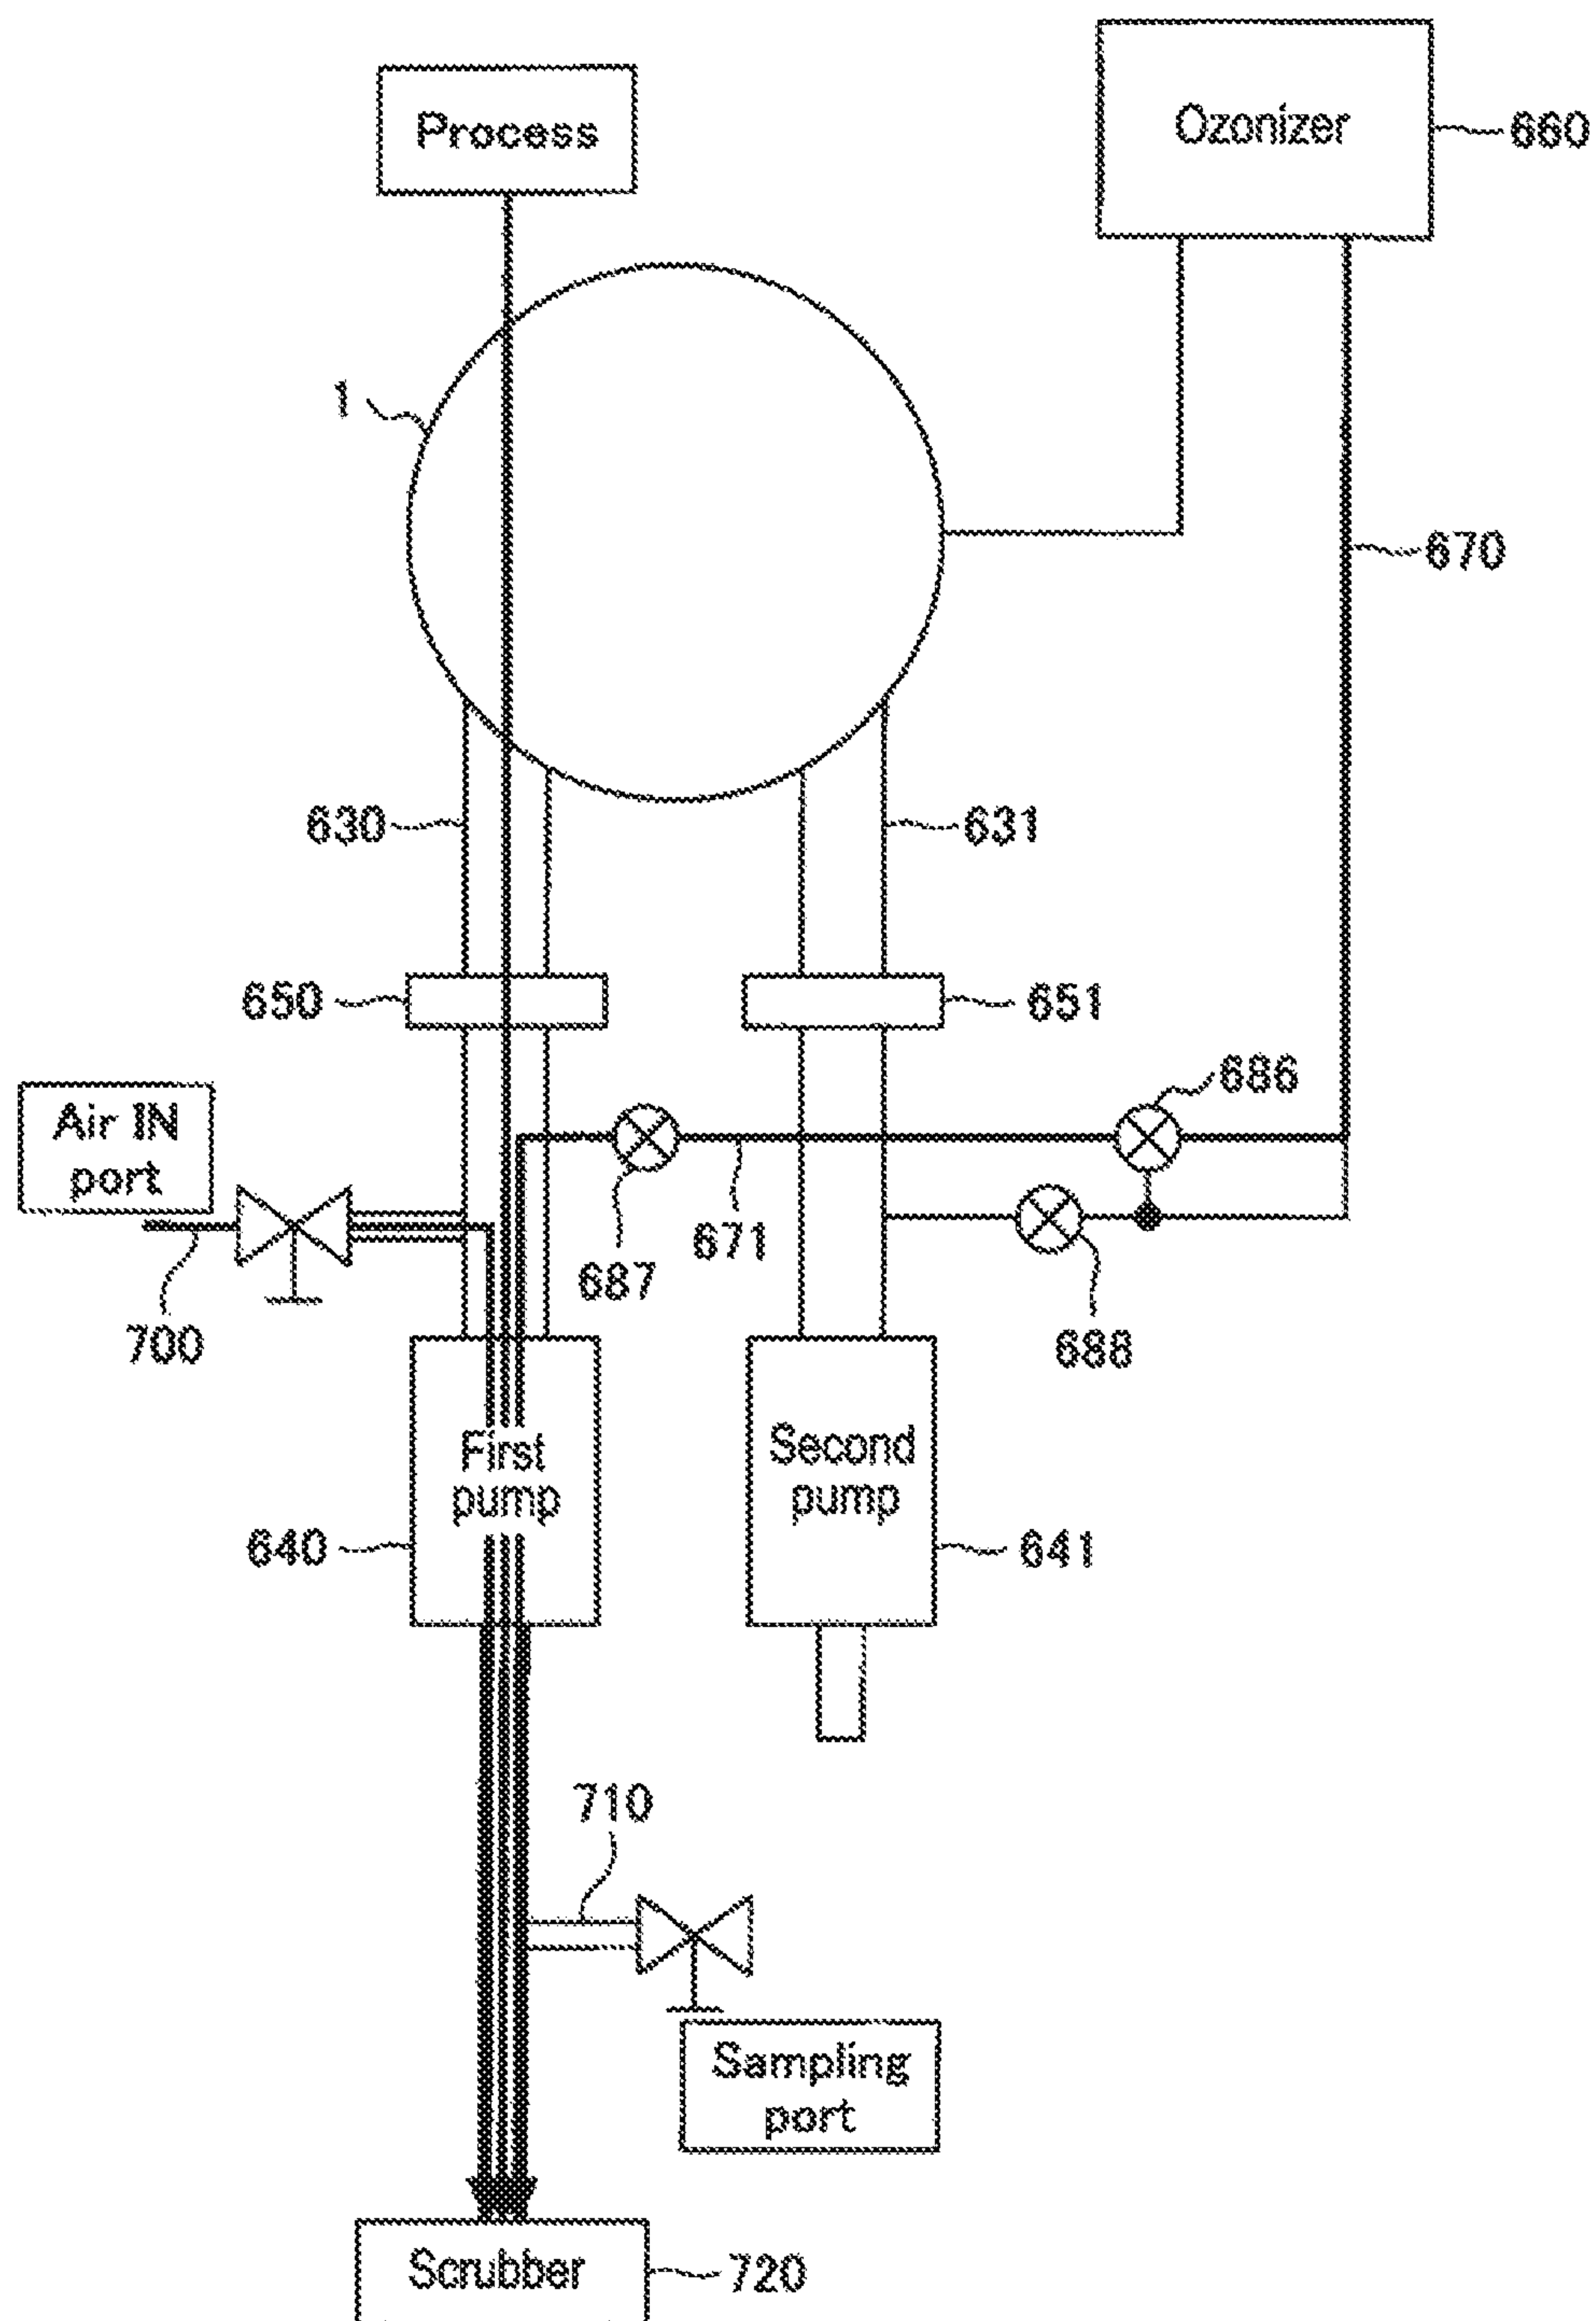 Process
Ozonizer
660
1
670
630
631
650
651
Air IN
port
686
700
687
671
688
First
pump
Second
pump
640
641
710
Sampling
port
Scrubber
720